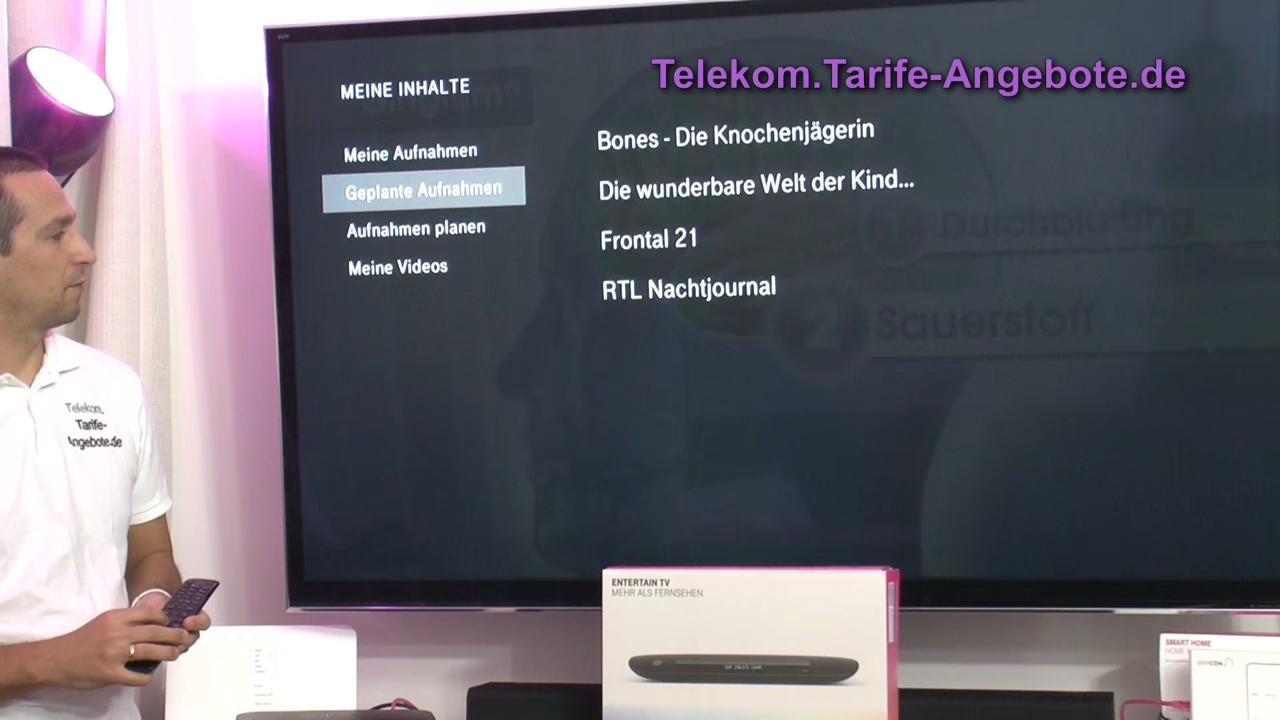 Telekom.Tarife-Angebote.de
MEINE INHALTE
Meine Aufnahmen
Geplante Aufnahmen
Aufnahmen planen
Meine Videos
Bones - Die Knochenjägerin
Die wunderbare Welt der Kind...
Frontal 21
RTL Nachtjournal
Durchblutung
2 Sauerstoff
Telekom.
Tarife-
Angebote.de
ENTERTAIN TV
MEHR ALS FERNSEHEN.
SMART HOME